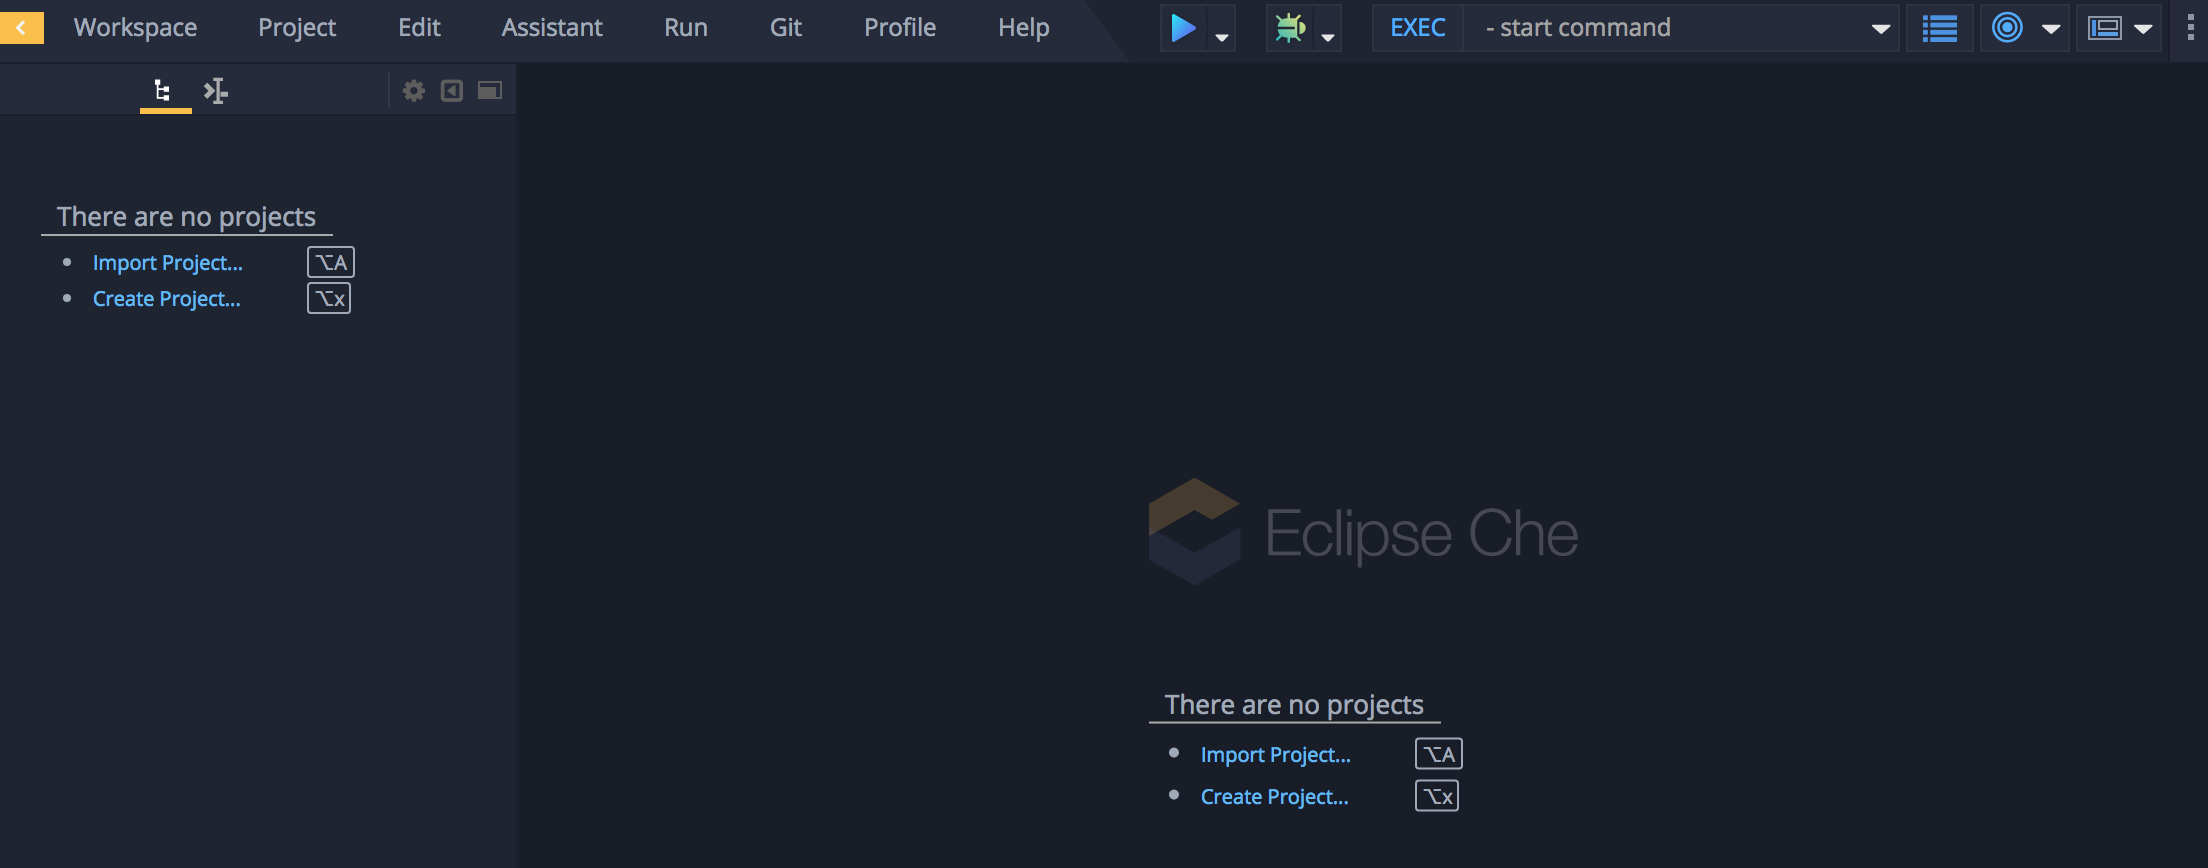 Workspace Project Edit Assistant Run Git Profile Help EXEC - start command
There are no projects
Import Project... ⌥A
Create Project... ⌥x
Eclipse Che
There are no projects
Import Project... ⌥A
Create Project... ⌥x